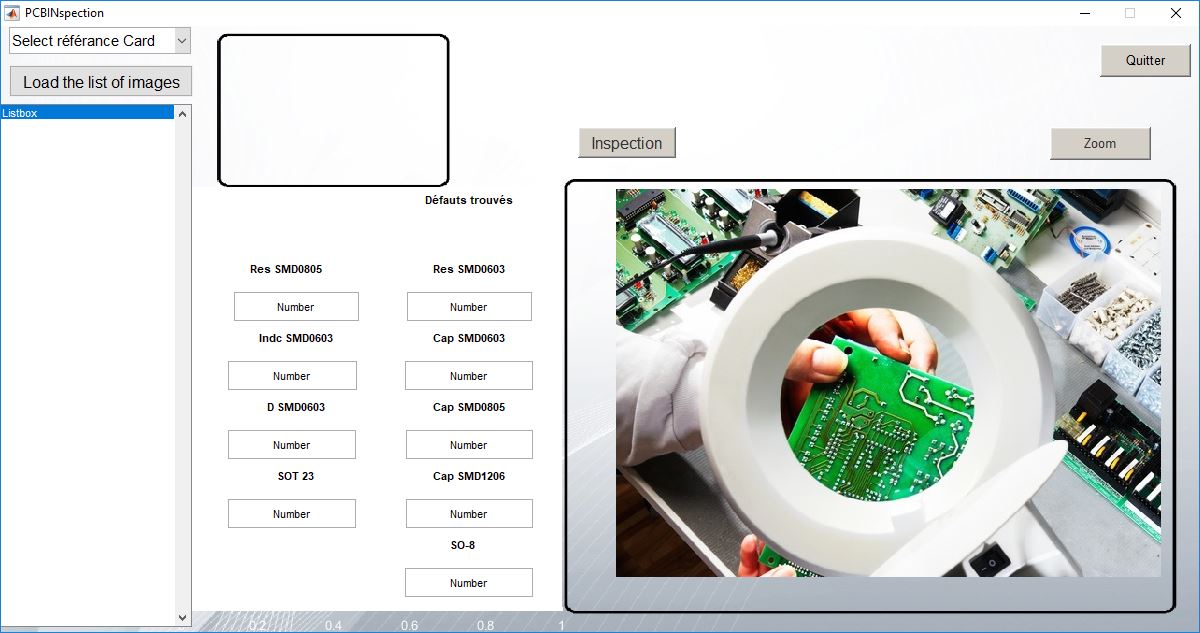 PCBINspection
Select référance Card
Quitter
Load the list of images
Listbox
Inspection
Zoom
Défauts trouvés
Res SMD0805
Res SMD0603
Number
Number
Indc SMD0603
Cap SMD0603
Number
Number
D SMD0603
Cap SMD0805
Number
Number
SOT 23
Cap SMD1206
Number
Number
SO-8
Number
0.2
0.4
0.6
0.8
1